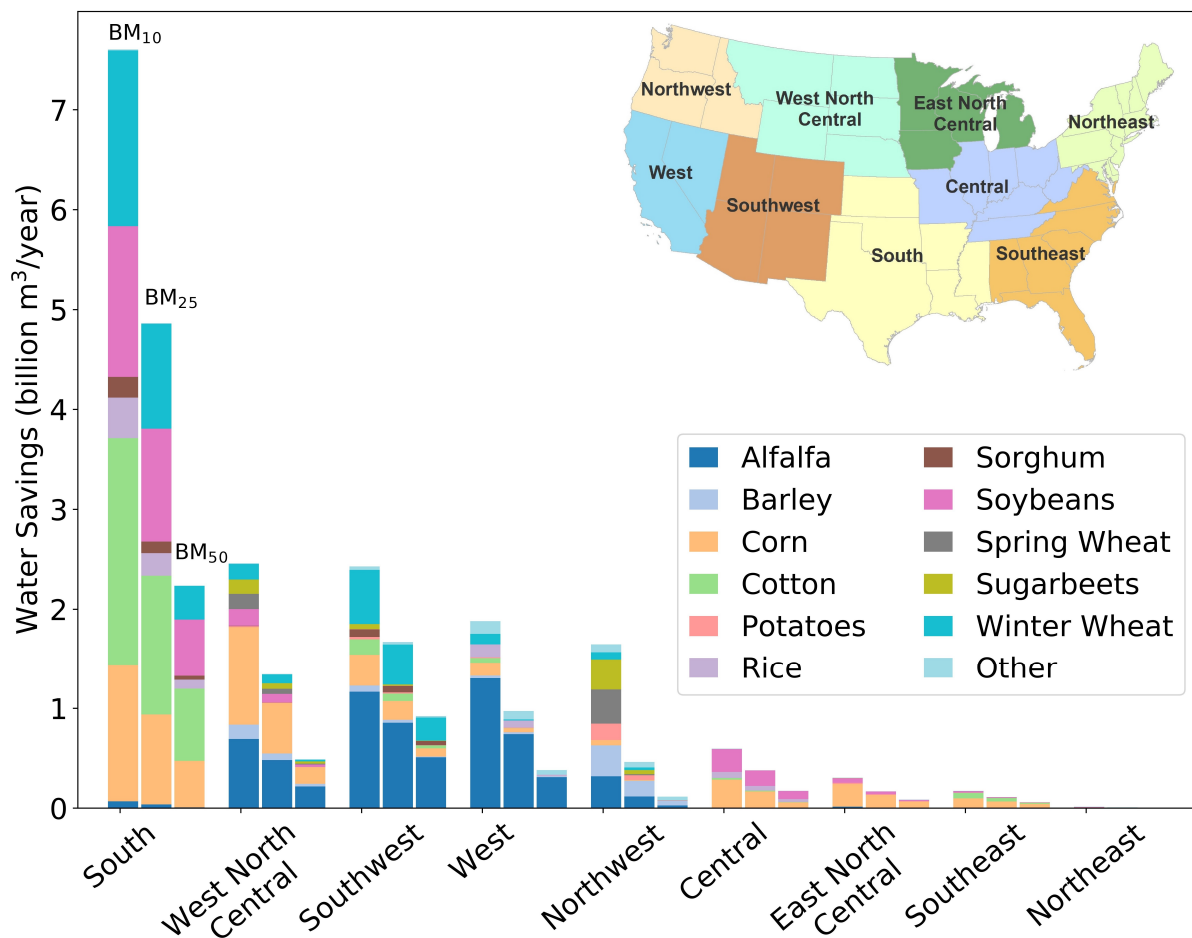 BM10
BM25
BM50
Water Savings (billion m³/year)
7
6
5
4
3
2
1
0
Northwest
West North
Central
East North
Central
Northeast
West
Southwest
Central
South
Southeast
Alfalfa
Barley
Corn
Cotton
Potatoes
Rice
Sorghum
Soybeans
Spring Wheat
Sugarbeets
Winter Wheat
Other
South
West North
Central
Southwest
West
Northwest
Central
East North
Central
Southeast
Northeast